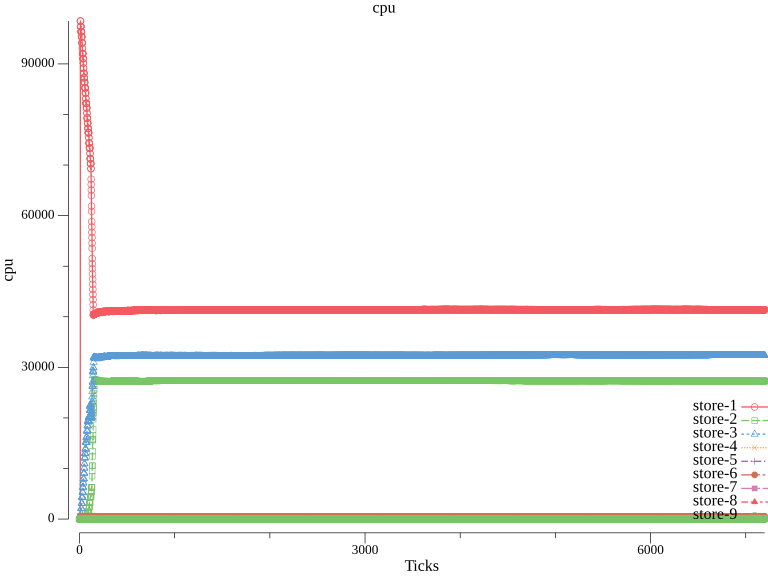 cpu
90000
60000
30000
0
cpu
store-1
store-2
store-3
store-4
store-5
store-6
store-7
store-8
store-9
0
3000
6000
Ticks